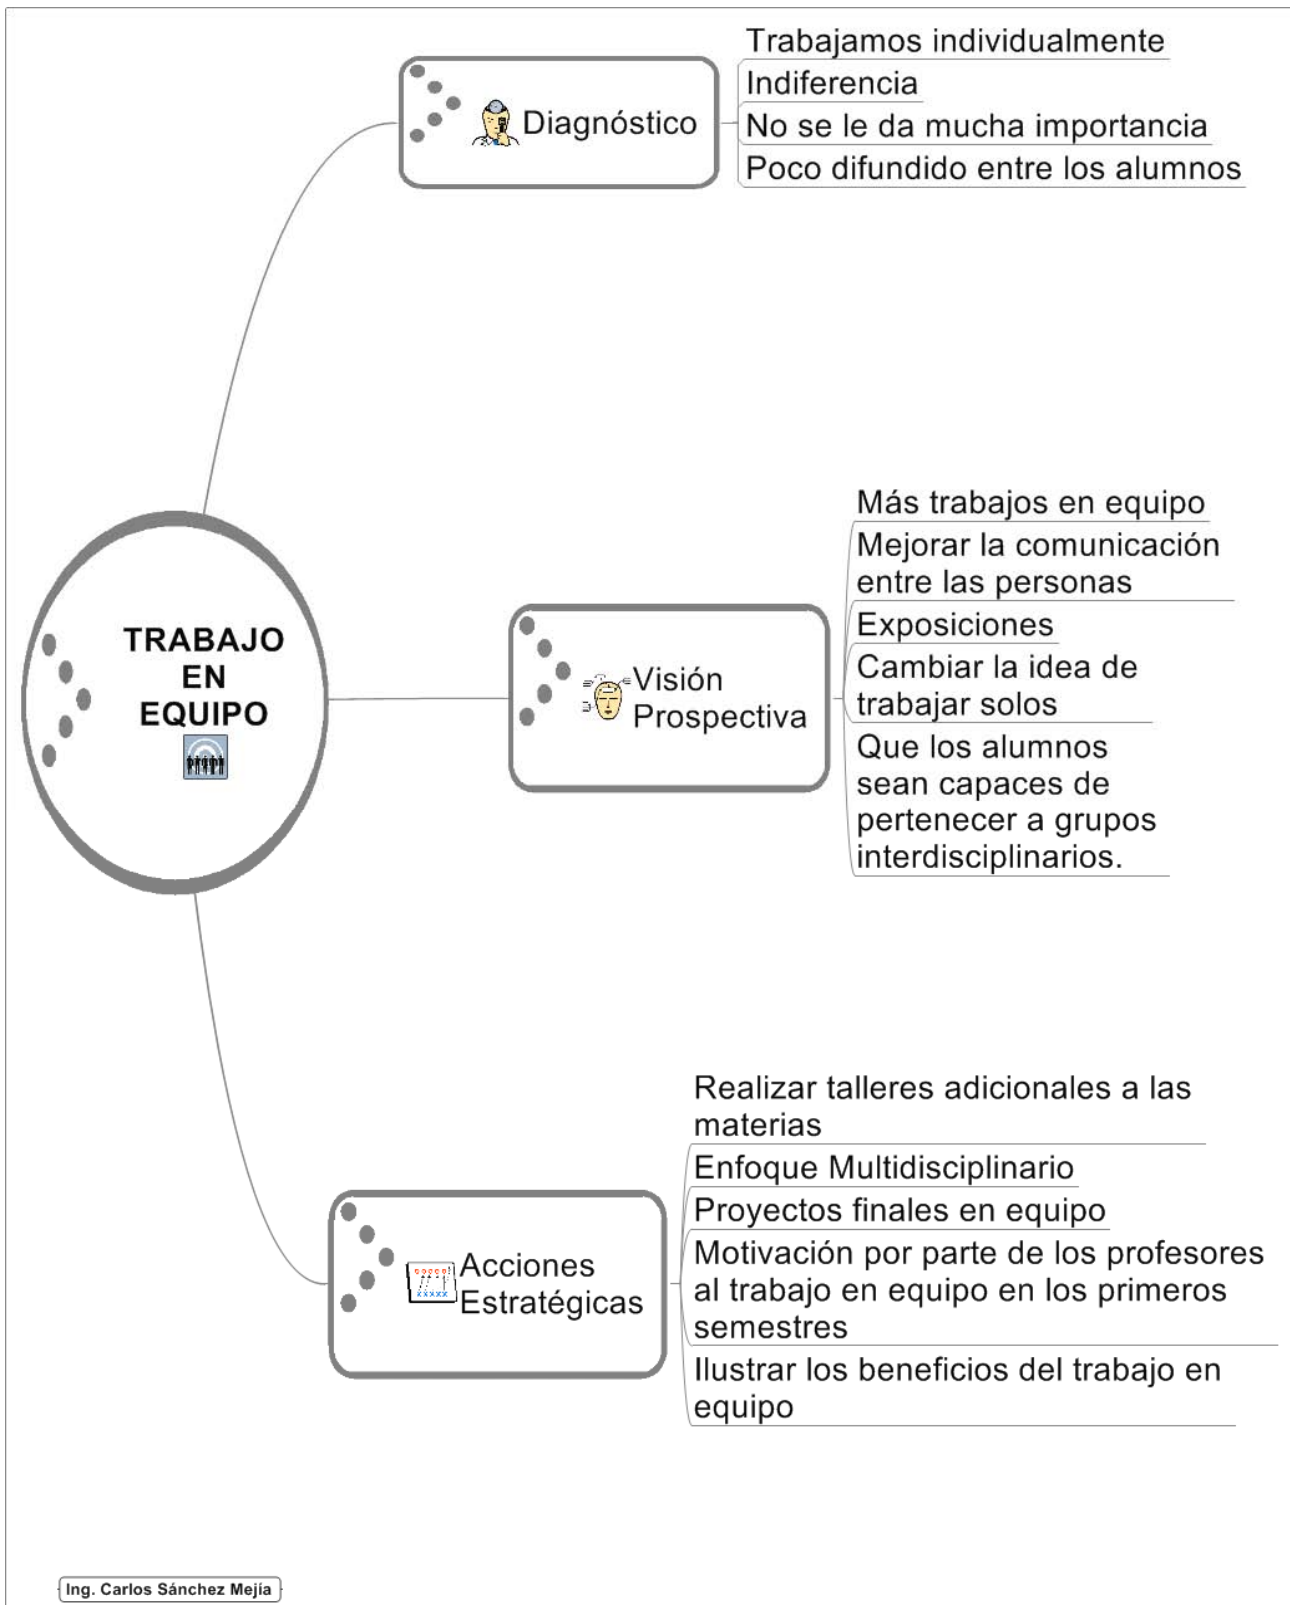 Trabajamos individualmente
Indiferencia
No se le da mucha importancia
Poco difundido entre los alumnos
Diagnóstico
Más trabajos en equipo
Mejorar la comunicación
entre las personas
Exposiciones
Cambiar la idea de
trabajar solos
Que los alumnos
sean capaces de
pertenecer a grupos
interdisciplinarios.
Visión
Prospectiva
TRABAJO
EN
EQUIPO
Realizar talleres adicionales a las
materias
Enfoque Multidisciplinario
Proyectos finales en equipo
Motivación por parte de los profesores
al trabajo en equipo en los primeros
semestres
Ilustrar los beneficios del trabajo en
equipo
Acciones
Estratégicas
Ing. Carlos Sánchez Mejía